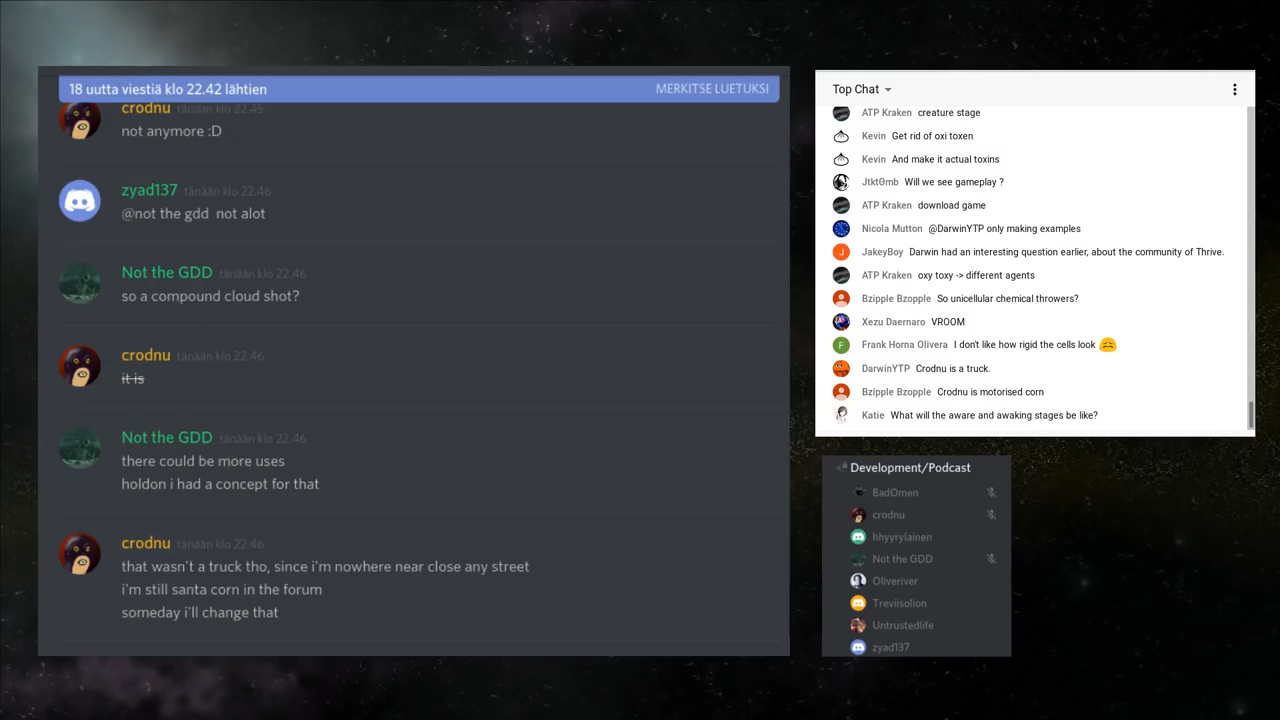 18 uutta viestiä klo 22.42 lähtien MERKITSE LUETUKSI
crodnu tänään klo 22.45
not anymore :D
zyad137 tänään klo 22.46
@not the gdd not alot
Not the GDD tänään klo 22.46
so a compound cloud shot?
crodnu tänään klo 22.46
it is
Not the GDD tänään klo 22.46
there could be more uses
holdon i had a concept for that
crodnu tänään klo 22.46
that wasn't a truck tho, since i'm nowhere near close any street
i'm still santa corn in the forum
someday i'll change that
Top Chat
ATP Kraken creature stage
Kevin Get rid of oxi toxen
Kevin And make it actual toxins
JtktΘmb Will we see gameplay ?
ATP Kraken download game
Nicola Mutton @DarwinYTP only making examples
J JakeyBoy Darwin had an interesting question earlier, about the community of Thrive.
ATP Kraken oxy toxy -> different agents
Bzipple Bzopple So unicellular chemical throwers?
Xezu Daernaro VROOM
F Frank Horna Olivera I don't like how rigid the cells look
DarwinYTP Crodnu is a truck.
Bzipple Bzopple Crodnu is motorised corn
Katie What will the aware and awaking stages be like?
Development/Podcast
BadOmen
crodnu
hhyyrylainen
Not the GDD
Oliveriver
Treviisolion
Untrustedlife
zyad137